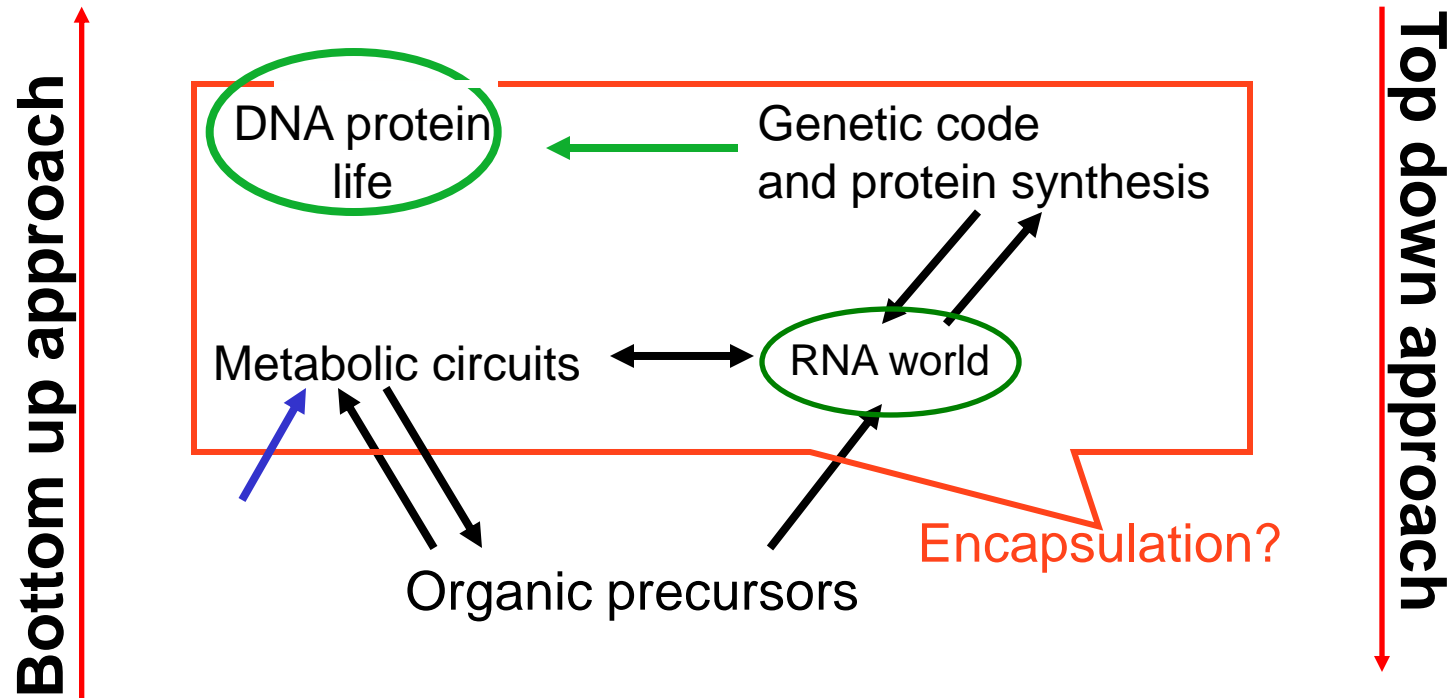 Bottom up approach
DNA protein
life
Genetic code
and protein synthesis
Metabolic circuits
RNA world
Encapsulation?
Organic precursors
Top down approach